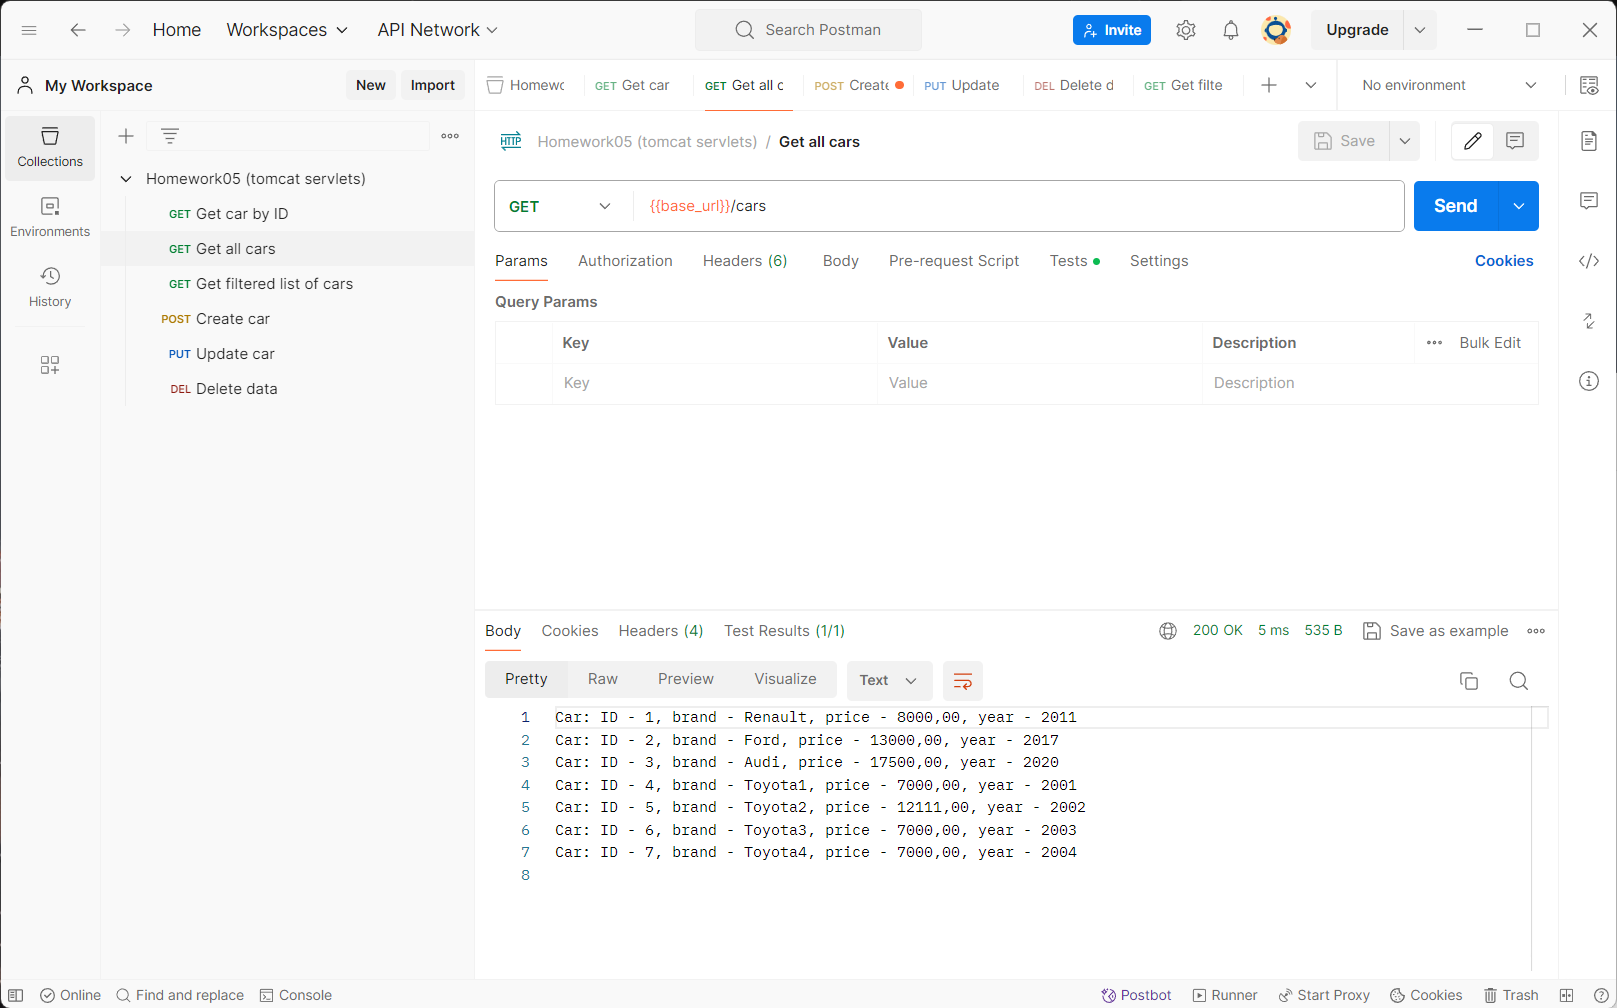 Home Workspaces API Network Search Postman Invite Upgrade
My Workspace New Import Homewc GET Get car GET Get all c POST Create PUT Update DEL Delete d GET Get filte No environment
Collections
Environments
History
Homework05 (tomcat servlets)
GET Get car by ID
GET Get all cars
GET Get filtered list of cars
POST Create car
PUT Update car
DEL Delete data
HTTP Homework05 (tomcat servlets) / Get all cars Save
GET {{base_url}}/cars Send
Params Authorization Headers (6) Body Pre-request Script Tests Settings Cookies
Query Params
Key Value Description Bulk Edit
Key Value Description
Body Cookies Headers (4) Test Results (1/1) 200 OK 5 ms 535 B Save as example
Pretty Raw Preview Visualize Text
1 Car: ID - 1, brand - Renault, price - 8000,00, year - 2011
2 Car: ID - 2, brand - Ford, price - 13000,00, year - 2017
3 Car: ID - 3, brand - Audi, price - 17500,00, year - 2020
4 Car: ID - 4, brand - Toyota1, price - 7000,00, year - 2001
5 Car: ID - 5, brand - Toyota2, price - 12111,00, year - 2002
6 Car: ID - 6, brand - Toyota3, price - 7000,00, year - 2003
7 Car: ID - 7, brand - Toyota4, price - 7000,00, year - 2004
8
Online Find and replace Console Postbot Runner Start Proxy Cookies Trash